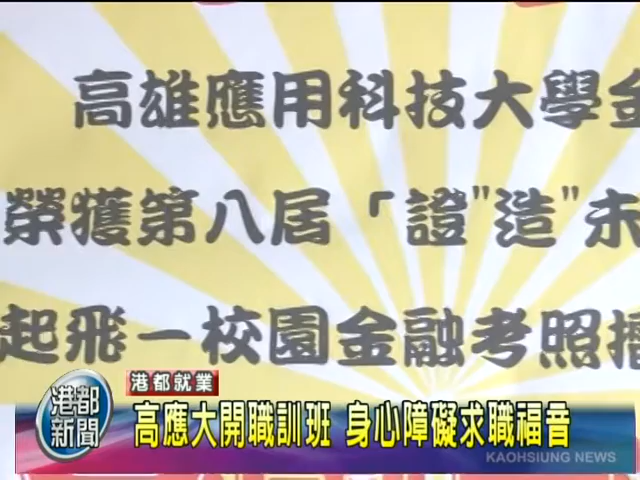 高雄應用科技大學金
榮獲第八屆「證"造"未
起飛－校園金融考照播
港都就業
港都新聞
高應大開職訓班 身心障礙求職福音
KAOHSIUNG NEWS